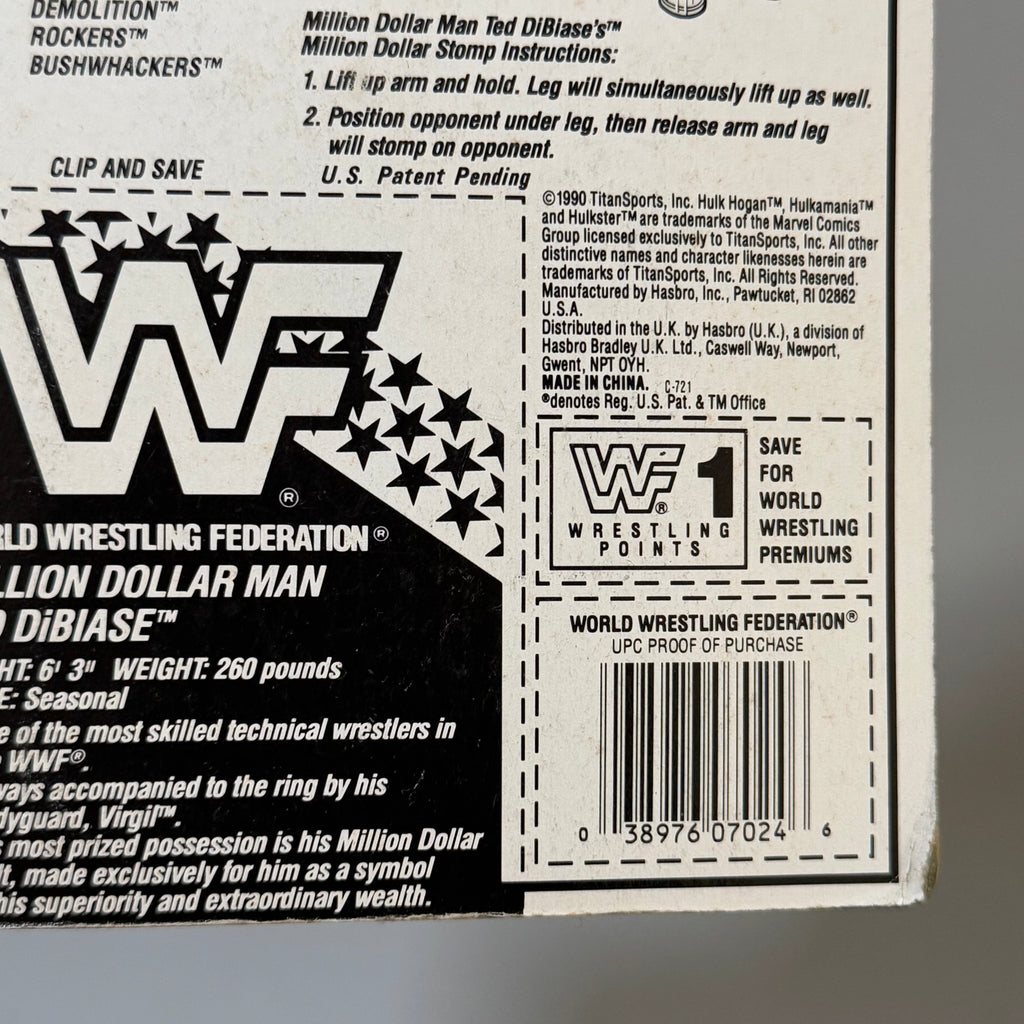 DEMOLITION™
ROCKERS™
BUSHWHACKERS™
Million Dollar Man Ted DiBiase's™
Million Dollar Stomp Instructions:
1. Lift up arm and hold. Leg will simultaneously lift up as well.
2. Position opponent under leg, then release arm and leg
will stomp on opponent.
U.S. Patent Pending
CLIP AND SAVE
©1990 TitanSports, Inc. Hulk Hogan™, Hulkamania™
and Hulkster™ are trademarks of the Marvel Comics
Group licensed exclusively to TitanSports, Inc. All other
distinctive names and character likenesses herein are
trademarks of TitanSports, Inc. All Rights Reserved.
Manufactured by Hasbro, Inc., Pawtucket, RI 02862
U.S.A.
Distributed in the U.K. by Hasbro (U.K.), a division of
Hasbro Bradley U.K. Ltd., Caswell Way, Newport,
Gwent, NPT OYH.
MADE IN CHINA. C-721
®denotes Reg. U.S. Pat. & TM Office
WF
®
RLD WRESTLING FEDERATION®
LLION DOLLAR MAN
D DiBIASE™
HT: 6' 3" WEIGHT: 260 pounds
E: Seasonal
e of the most skilled technical wrestlers in
WWF®.
ways accompanied to the ring by his
dyguard, Virgil™.
s most prized possession is his Million Dollar
lt, made exclusively for him as a symbol
his superiority and extraordinary wealth.
WF® 1
WRESTLING
POINTS
SAVE
FOR
WORLD
WRESTLING
PREMIUMS
WORLD WRESTLING FEDERATION®
UPC PROOF OF PURCHASE
0 38976 07024 6